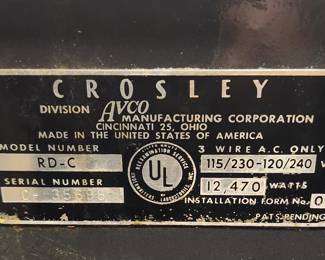 CROSLEY
DIVISION Avco MANUFACTURING CORPORATION
CINCINNATI 25, OHIO
MADE IN THE UNITED STATES OF AMERICA
MODEL NUMBER 3 WIRE A.C. ONLY
RD-C 115/230-120/240
SERIAL NUMBER UL 12,470 WATTS
INSTALLATION FORM No. 0
PATS. PENDING